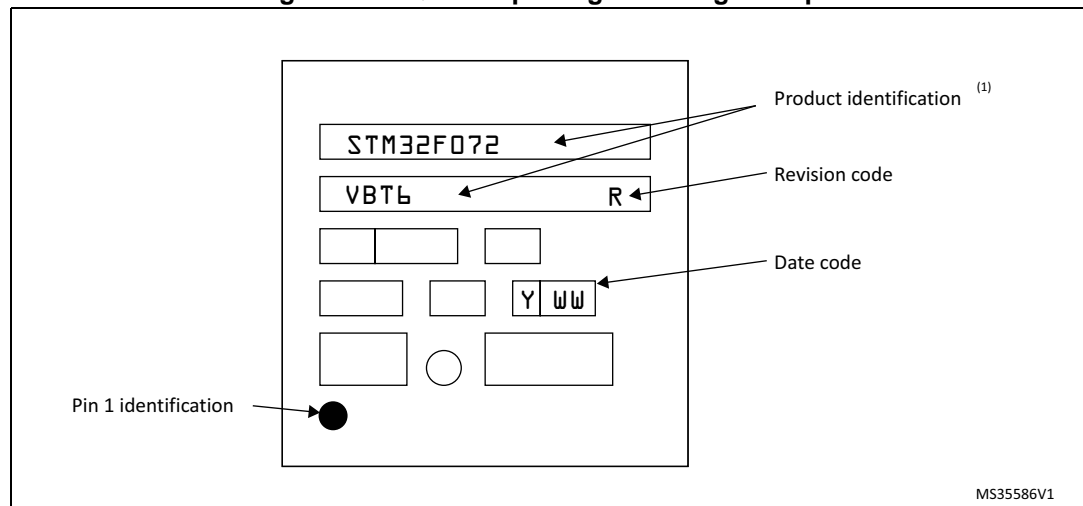 Product identification (1)
STM32F072
Revision code
VBT6 R
Date code
Y WW
Pin 1 identification
MS35586V1